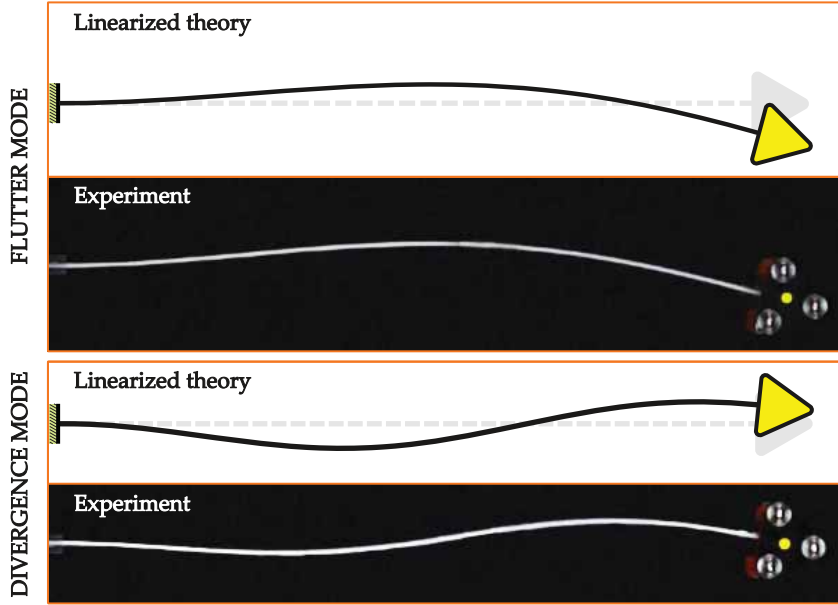 FLUTTER MODE
Linearized theory
Experiment
DIVERGENCE MODE
Linearized theory
Experiment